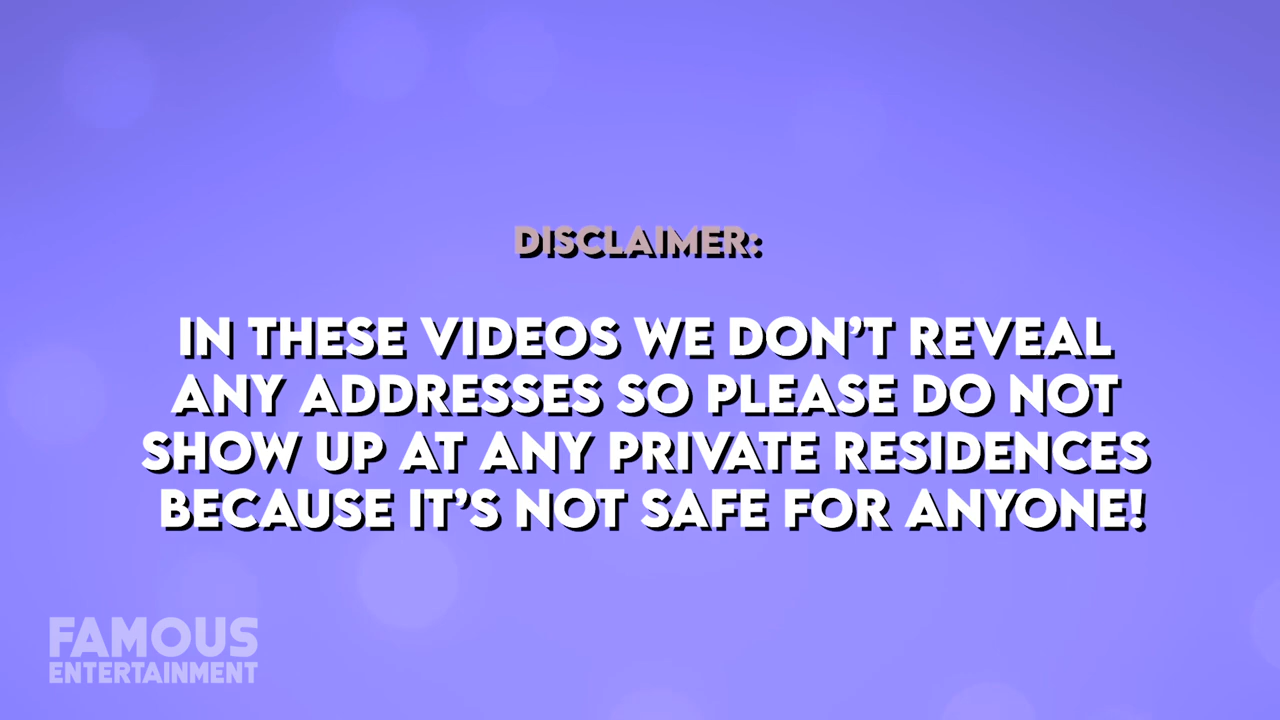 DISCLAIMER:
IN THESE VIDEOS WE DON'T REVEAL
ANY ADDRESSES SO PLEASE DO NOT
SHOW UP AT ANY PRIVATE RESIDENCES
BECAUSE IT'S NOT SAFE FOR ANYONE!
FAMOUS
ENTERTAINMENT